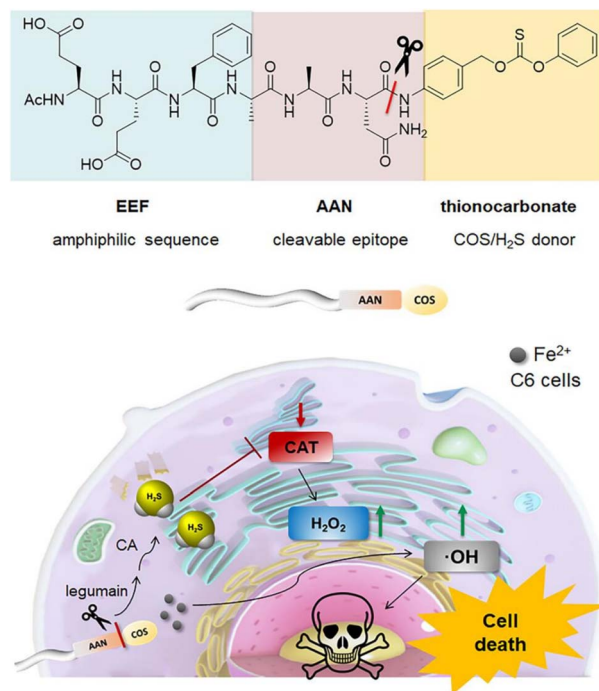 HO
O
O
H
N
O
H
N
O
S
AcHN
N
H
O
N
H
O
N
H
O
N
H
O
O
NH₂
O
HO
O
EEF AAN thionocarbonate
amphiphilic sequence cleavable epitope COS/H₂S donor
AAN COS
Fe²⁺
C6 cells
CAT
H₂S
H₂S
H₂O₂
CA
·OH
legumain
AAN COS
Cell
death